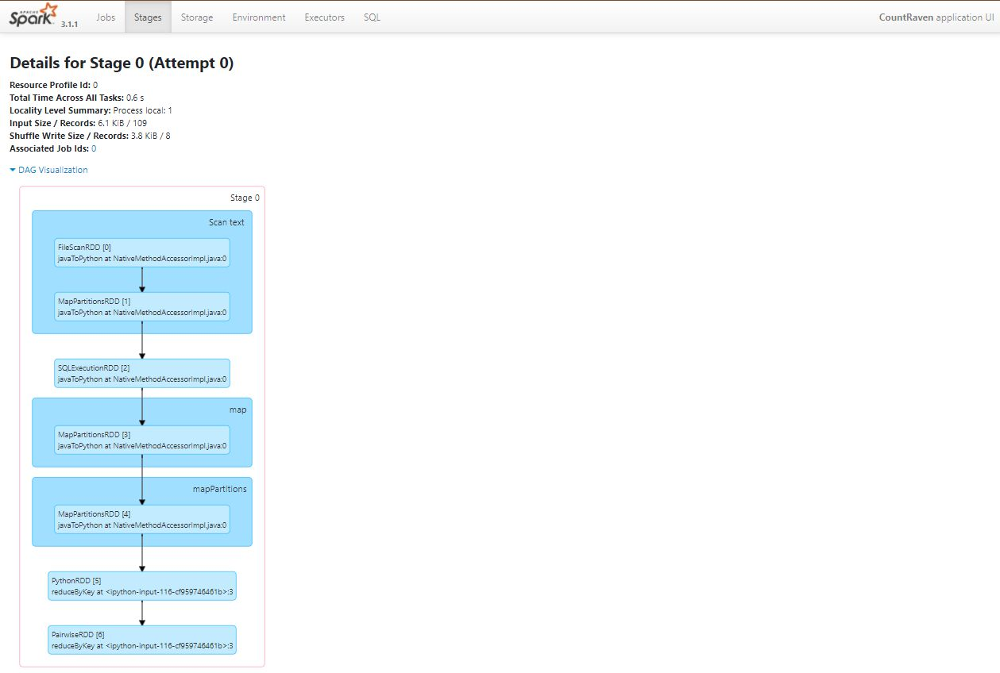 APACHE Spark 3.1.1 Jobs Stages Storage Environment Executors SQL CountRaven application UI
Details for Stage 0 (Attempt 0)
Resource Profile Id: 0
Total Time Across All Tasks: 0.6 s
Locality Level Summary: Process local: 1
Input Size / Records: 6.1 KiB / 109
Shuffle Write Size / Records: 3.8 KiB / 8
Associated Job Ids: 0
DAG Visualization
Stage 0
Scan text
FileScanRDD [0]
javaToPython at NativeMethodAccessorImpl.java:0
MapPartitionsRDD [1]
javaToPython at NativeMethodAccessorImpl.java:0
SQLExecutionRDD [2]
javaToPython at NativeMethodAccessorImpl.java:0
map
MapPartitionsRDD [3]
javaToPython at NativeMethodAccessorImpl.java:0
mapPartitions
MapPartitionsRDD [4]
javaToPython at NativeMethodAccessorImpl.java:0
PythonRDD [5]
reduceByKey at <ipython-input-116-cf959746461b>:3
PairwiseRDD [6]
reduceByKey at <ipython-input-116-cf959746461b>:3